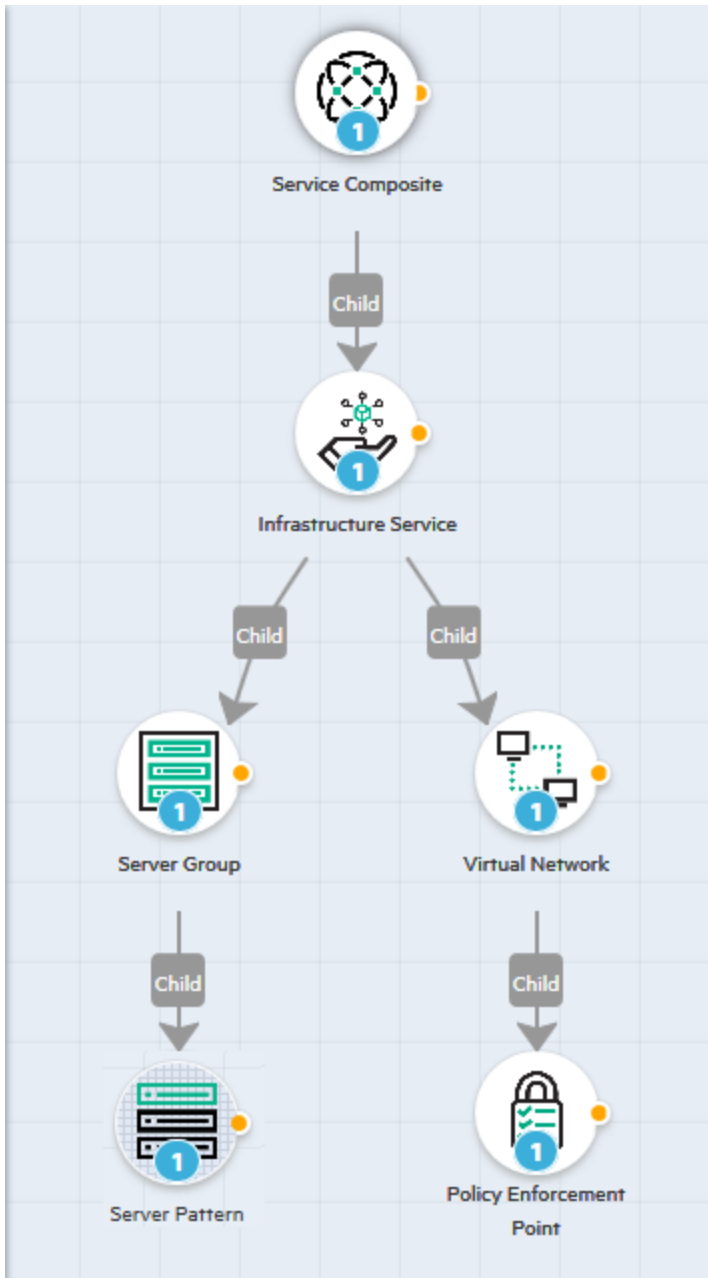 1
Service Composite
Child
1
Infrastructure Service
Child
Child
1
1
Server Group
Virtual Network
Child
Child
1
1
Server Pattern
Policy Enforcement
Point